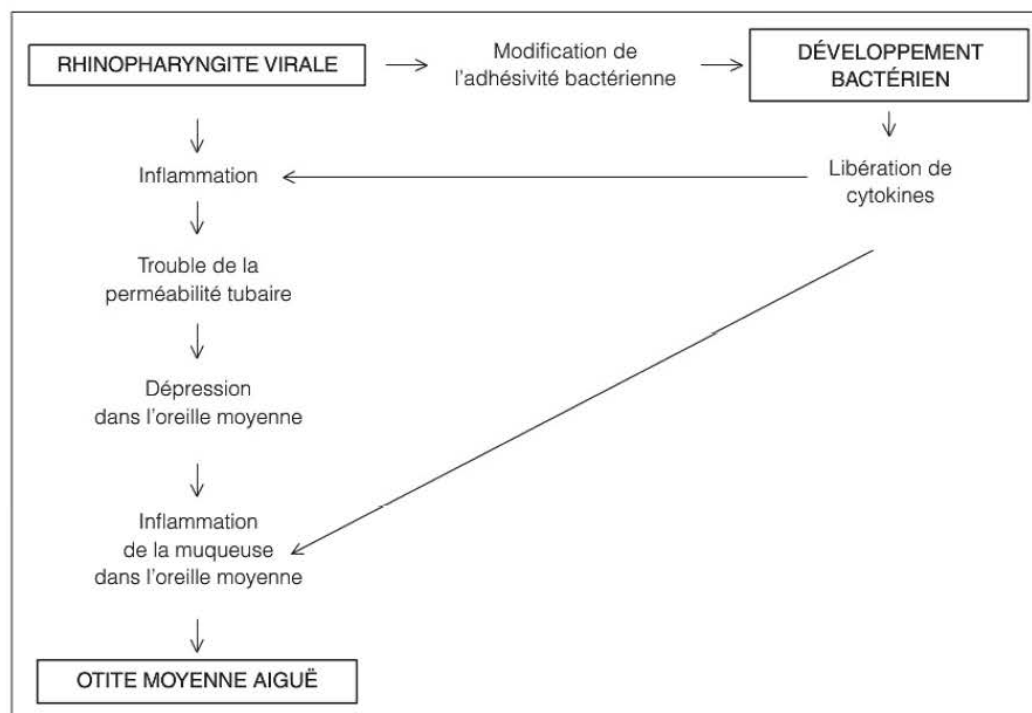 RHINOPHARYNGITE VIRALE
Modification de
l'adhésivité bactérienne
DÉVELOPPEMENT
BACTÉRIEN
Inflammation
Libération de
cytokines
Trouble de la
perméabilité tubaire
Dépression
dans l'oreille moyenne
Inflammation
de la muqueuse
dans l'oreille moyenne
OTITE MOYENNE AIGUË